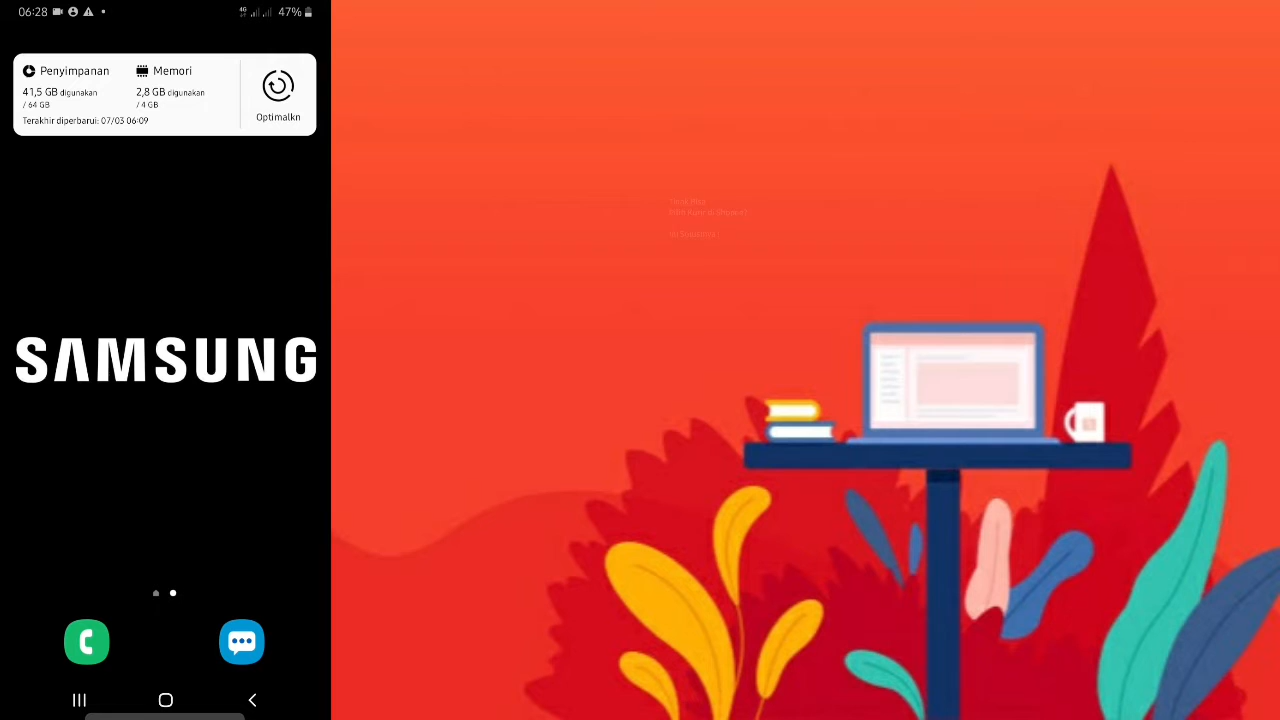 06:28
4G
47%
Penyimpanan
41,5 GB digunakan
/ 64 GB
Memori
2,8 GB digunakan
/ 4 GB
Terakhir diperbarui: 07/03 06:09
Optimalkn
SAMSUNG